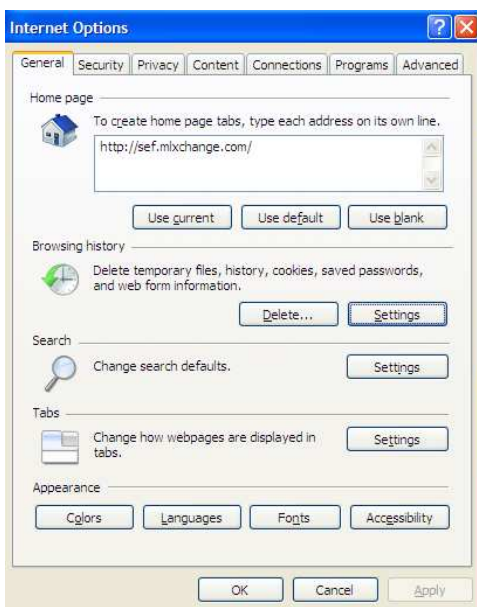 Internet Options
?
X
General Security Privacy Content Connections Programs Advanced
Home page
To create home page tabs, type each address on its own line.
http://sef.mlxchange.com/
Use current Use default Use blank
Browsing history
Delete temporary files, history, cookies, saved passwords,
and web form information.
Delete... Settings
Search
Change search defaults. Settings
Tabs
Change how webpages are displayed in
tabs.
Settings
Appearance
Colors Languages Fonts Accessibility
OK Cancel Apply